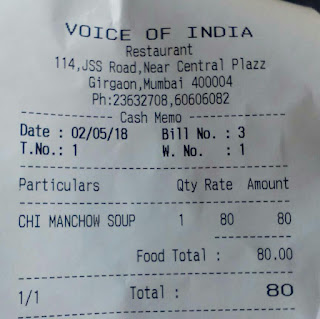 VOICE OF INDIA
Restaurant
114,JSS Road,Near Central Plazz
Girgaon,Mumbai 400004
Ph:23632708,60606082
Cash Memo
Date : 02/05/18 Bill No. : 3
T.No.: 1 W. No. : 1
Particulars Qty Rate Amount
CHI MANCHOW SOUP 1 80 80
Food Total : 80.00
1/1 Total : 80